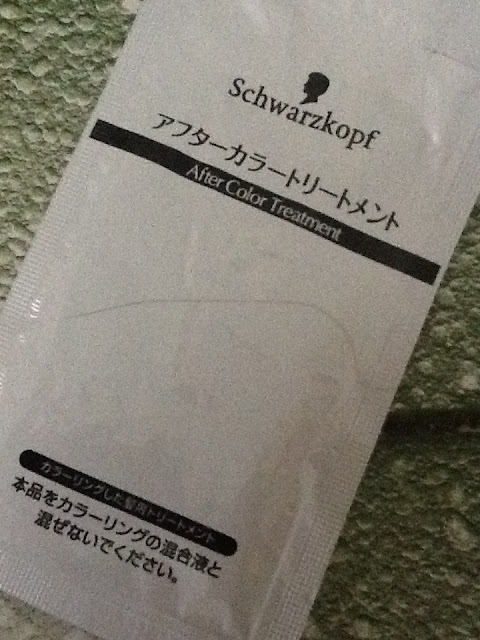 Schwarzkopf
アフターカラートリートメント
After Color Treatment
カラーリングした髪用トリートメント
本品をカラーリングの混合液と
混ぜないでください。